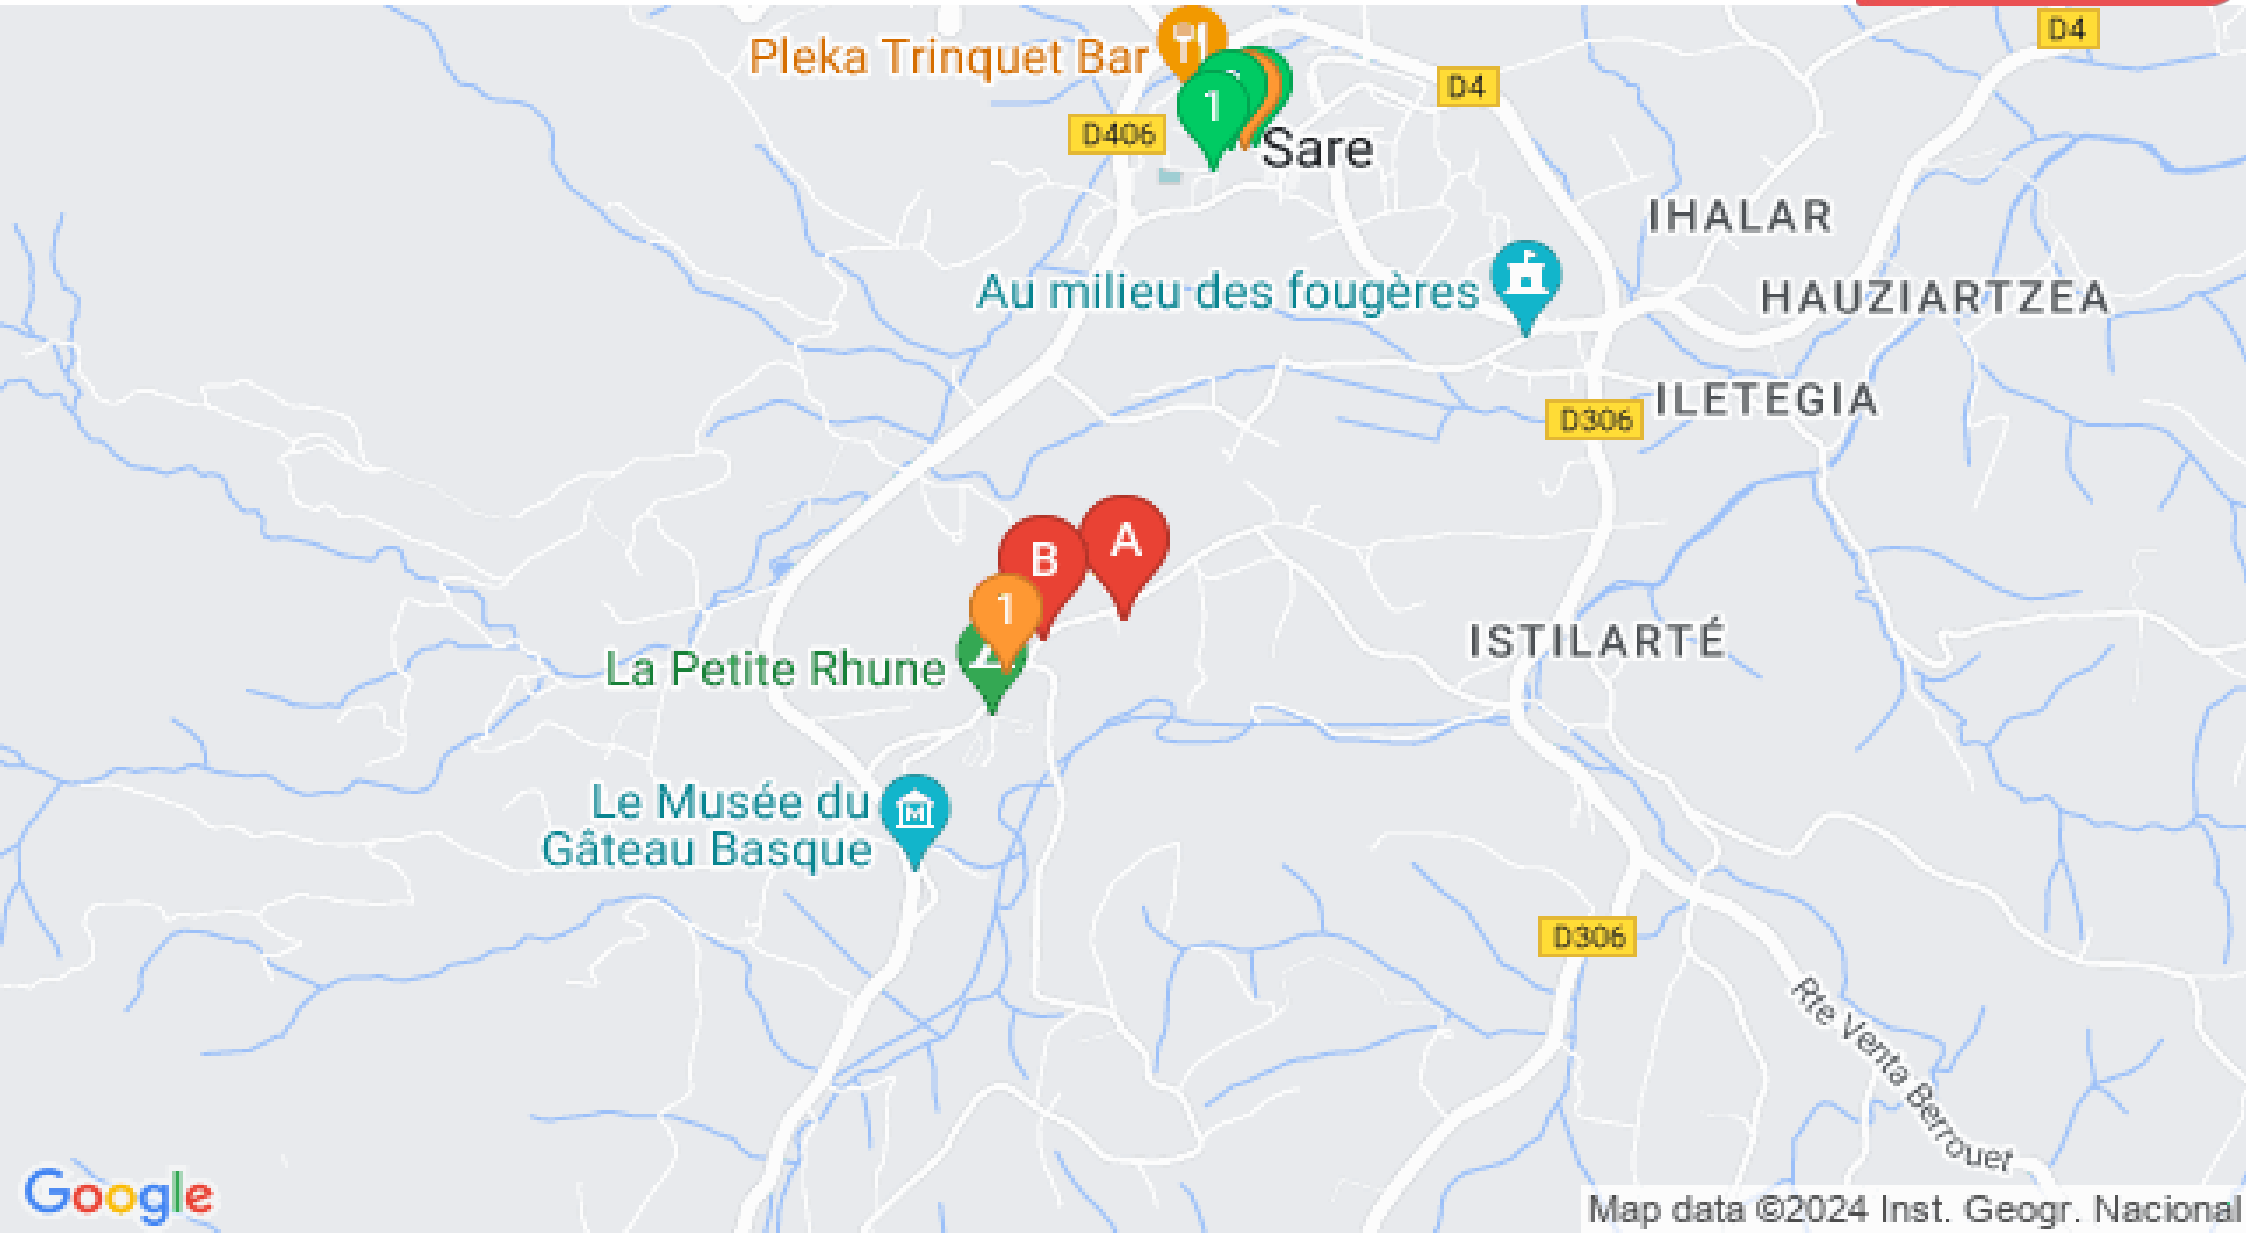 D4
Pleka Trinquet Bar
D4
1
D406
Sare
IHALAR
Au milieu des fougères
HAUZIARTZEA
ILETEGIA
D306
A
B
1
ISTILARTÉ
La Petite Rhune
Le Musée du
Gâteau Basque
M
D306
Rte Venta Berrouet
Google
Map data ©2024 Inst. Geogr. Nacional